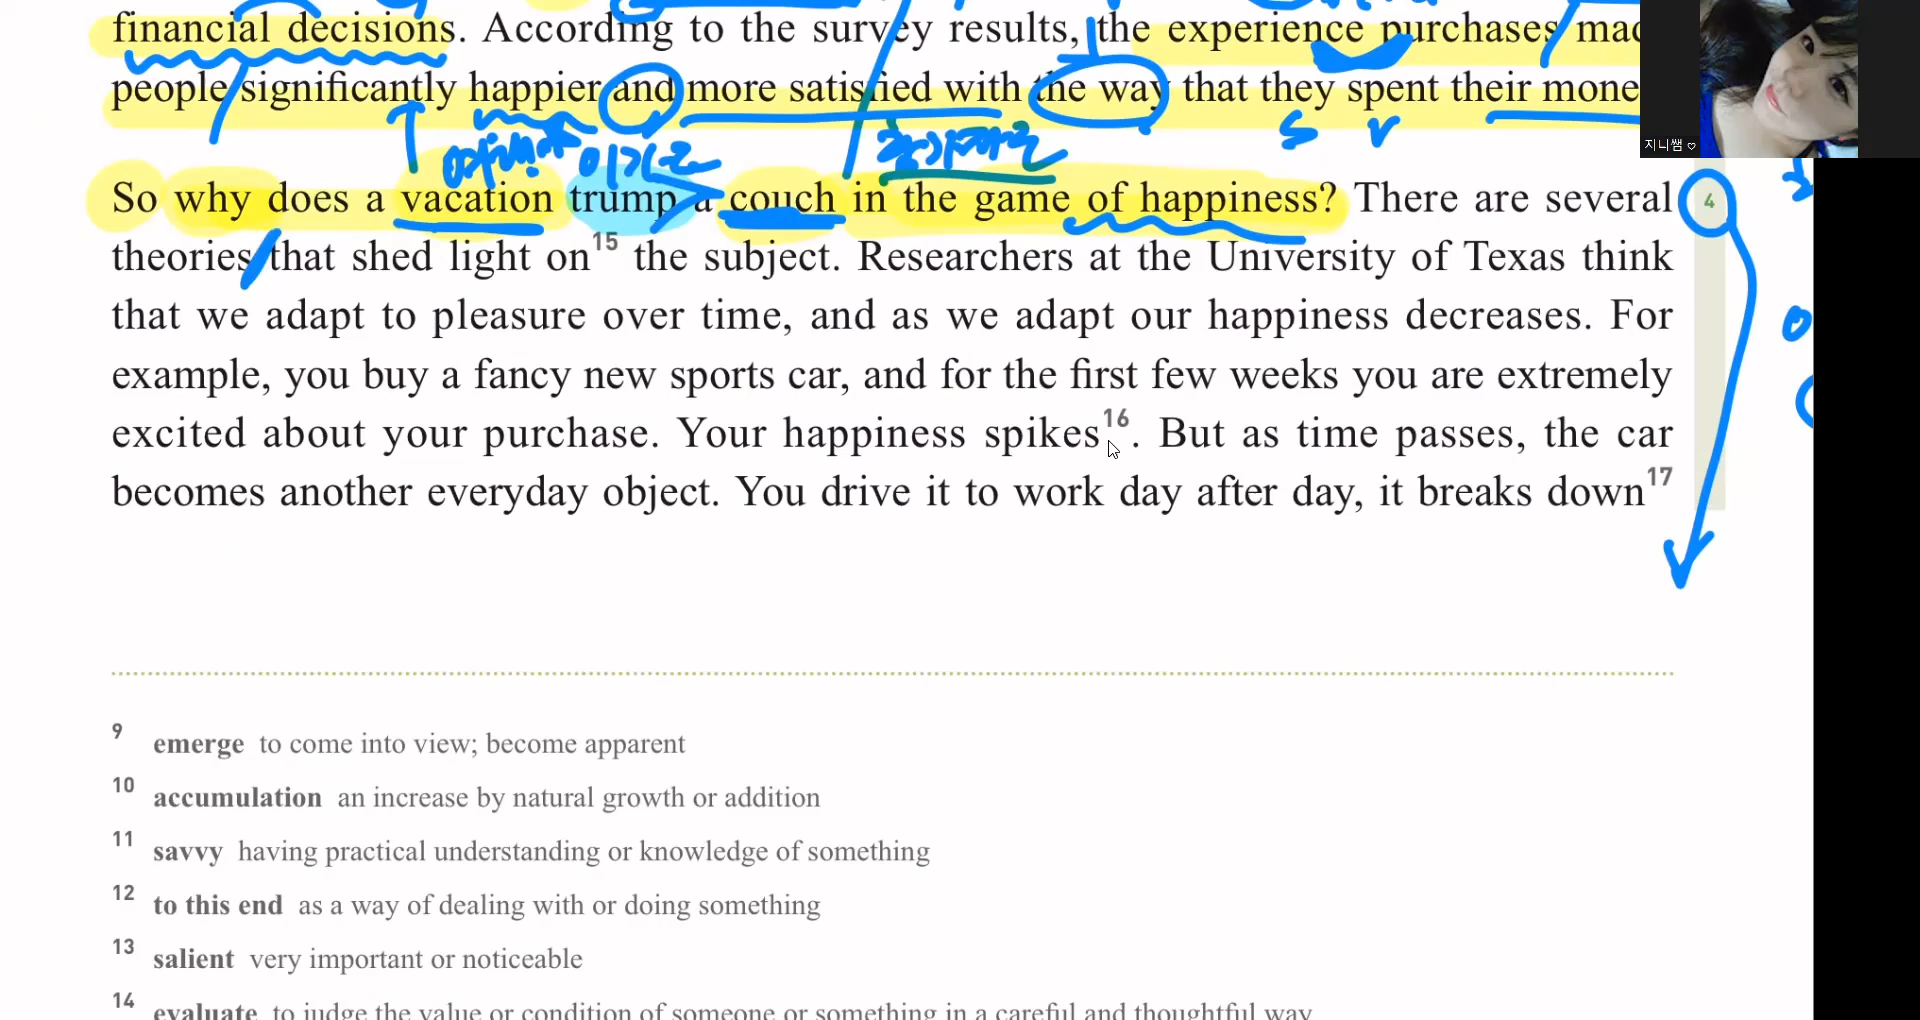 financial decisions. According to the survey results, the experience purchases mad
people significantly happier and more satisfied with the way that they spent their mone
S V
So why does a vacation trump a couch in the game of happiness? There are several
4
theories that shed light on15 the subject. Researchers at the University of Texas think
that we adapt to pleasure over time, and as we adapt our happiness decreases. For
example, you buy a fancy new sports car, and for the first few weeks you are extremely
excited about your purchase. Your happiness spikes16. But as time passes, the car
becomes another everyday object. You drive it to work day after day, it breaks down17
9 emerge to come into view; become apparent
10 accumulation an increase by natural growth or addition
11 savvy having practical understanding or knowledge of something
12 to this end as a way of dealing with or doing something
13 salient very important or noticeable
14 evaluate to judge the value or condition of someone or something in a careful and thoughtful way
지니쌤 ♡